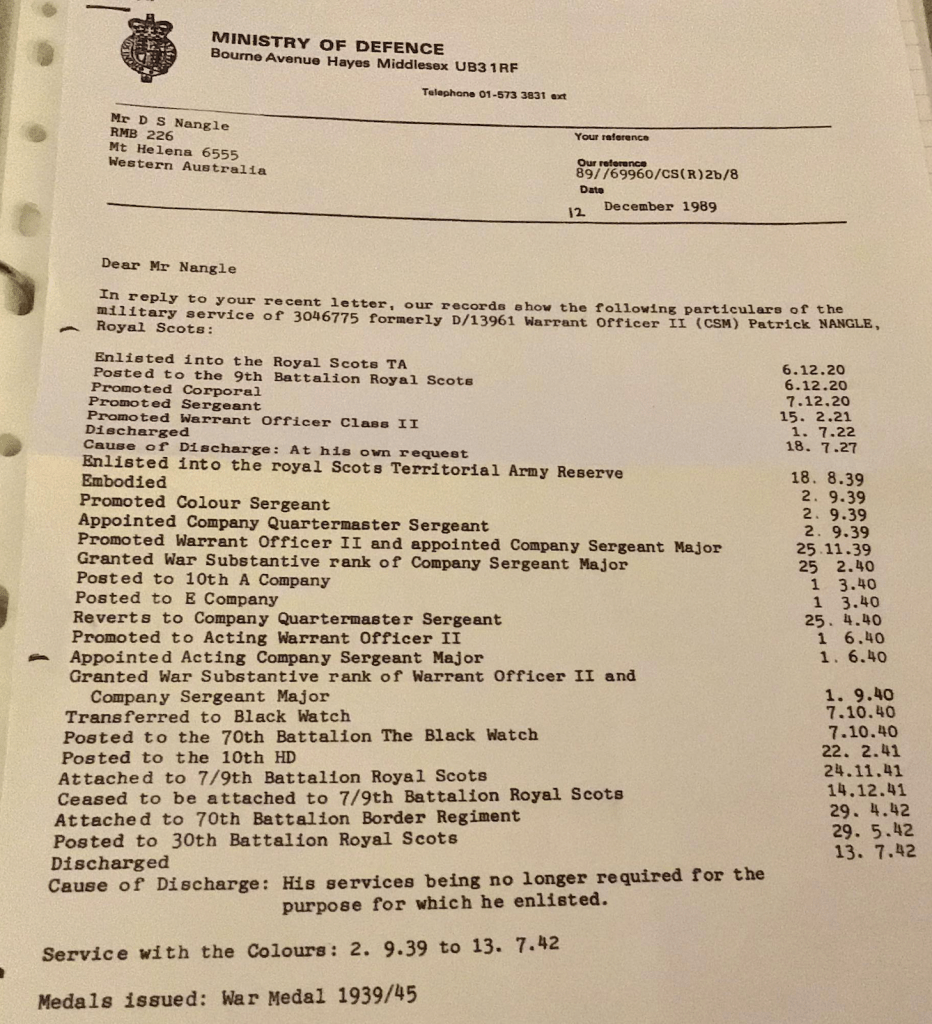 MINISTRY OF DEFENCE
Bourne Avenue Hayes Middlesex UB3 1RF
Telephone 01-573 3831 ext
Mr D S Nangle
RMB 226
Mt Helena 6555
Western Australia
Your reference
Our reference
89//69960/CS(R)2b/8
Date
12 December 1989
Dear Mr Nangle
In reply to your recent letter, our records show the following particulars of the
military service of 3046775 formerly D/13961 Warrant Officer II (CSM) Patrick NANGLE,
Royal Scots:
Enlisted into the Royal Scots TA 6.12.20
Posted to the 9th Battalion Royal Scots 6.12.20
Promoted Corporal 7.12.20
Promoted Sergeant 15. 2.21
Promoted Warrant Officer Class II 1. 7.22
Discharged 18. 7.27
Cause of Discharge: At his own request
Enlisted into the royal Scots Territorial Army Reserve 18. 8.39
Embodied 2. 9.39
Promoted Colour Sergeant 2. 9.39
Appointed Company Quartermaster Sergeant 2. 9.39
Promoted Warrant Officer II and appointed Company Sergeant Major 25.11.39
Granted War Substantive rank of Company Sergeant Major 25 2.40
Posted to 10th A Company 1 3.40
Posted to E Company 1 3.40
Reverts to Company Quartermaster Sergeant 25. 4.40
Promoted to Acting Warrant Officer II 1 6.40
Appointed Acting Company Sergeant Major 1. 6.40
Granted War Substantive rank of Warrant Officer II and
Company Sergeant Major 1. 9.40
Transferred to Black Watch 7.10.40
Posted to the 70th Battalion The Black Watch 7.10.40
Posted to the 10th HD 22. 2.41
Attached to 7/9th Battalion Royal Scots 24.11.41
Ceased to be attached to 7/9th Battalion Royal Scots 14.12.41
Attached to 70th Battalion Border Regiment 29. 4.42
Posted to 30th Battalion Royal Scots 29. 5.42
Discharged 13. 7.42
Cause of Discharge: His services being no longer required for the
purpose for which he enlisted.
Service with the Colours: 2. 9.39 to 13. 7.42
Medals issued: War Medal 1939/45